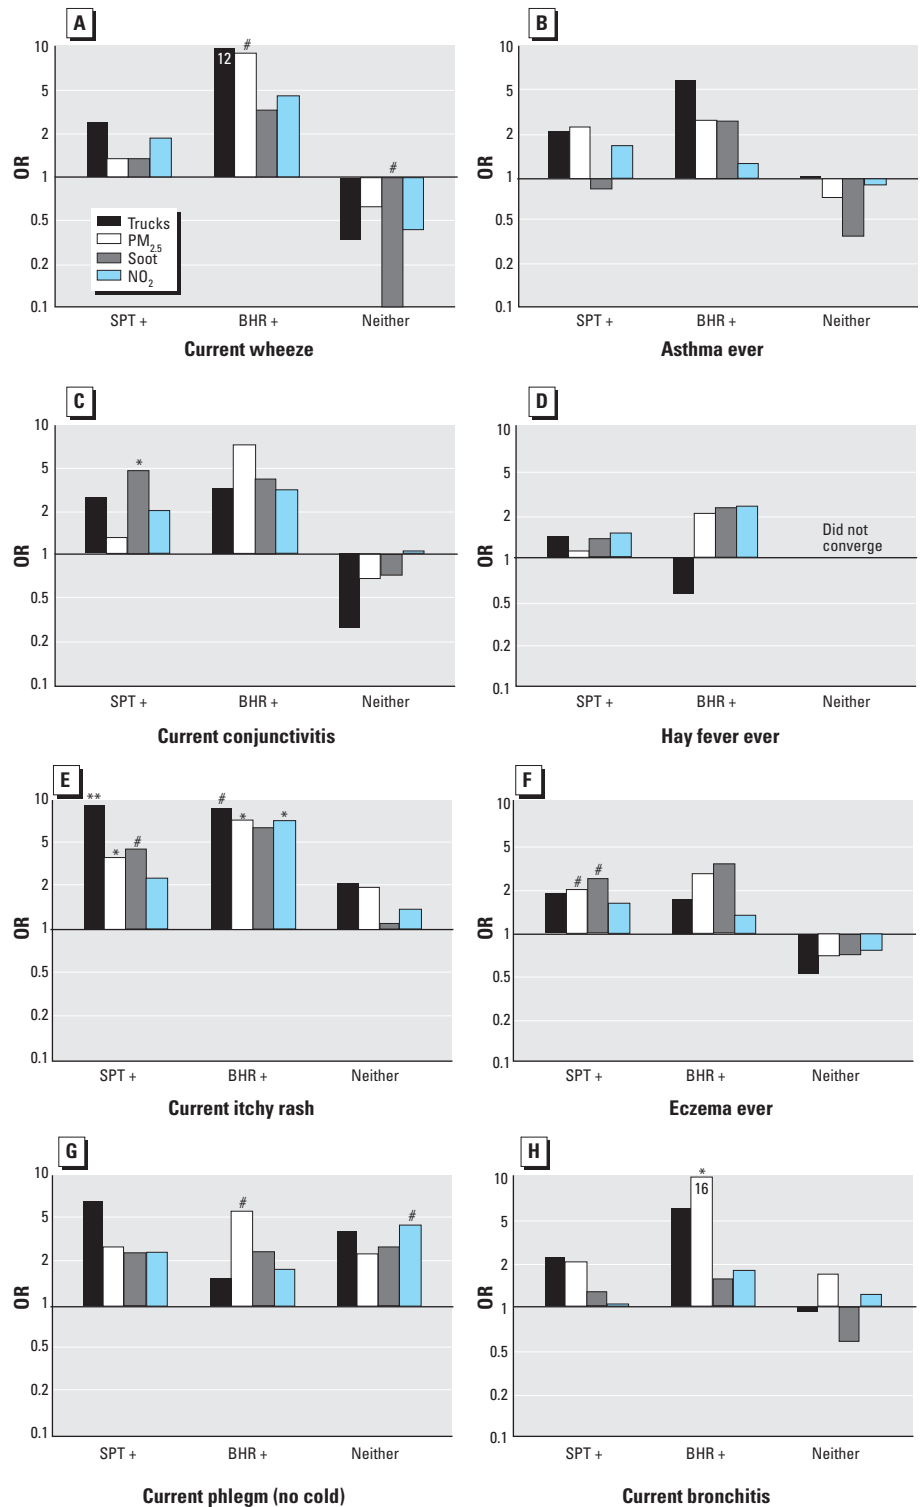 A
10
5
2
1
0.5
0.2
0.1
OR
12
#
#
Trucks
PM2.5
Soot
NO2
SPT +
BHR +
Neither
Current wheeze
B
10
5
2
1
0.5
0.2
0.1
OR
SPT +
BHR +
Neither
Asthma ever
C
10
5
2
1
0.5
0.2
0.1
OR
*
SPT +
BHR +
Neither
Current conjunctivitis
D
10
5
2
1
0.5
0.2
0.1
OR
Did not
converge
SPT +
BHR +
Neither
Hay fever ever
E
10
5
2
1
0.5
0.2
0.1
OR
**
*
#
#
*
*
SPT +
BHR +
Neither
Current itchy rash
F
10
5
2
1
0.5
0.2
0.1
OR
#
#
SPT +
BHR +
Neither
Eczema ever
G
10
5
2
1
0.5
0.2
0.1
OR
#
#
SPT +
BHR +
Neither
Current phlegm (no cold)
H
10
5
2
1
0.5
0.2
0.1
OR
*
16
SPT +
BHR +
Neither
Current bronchitis